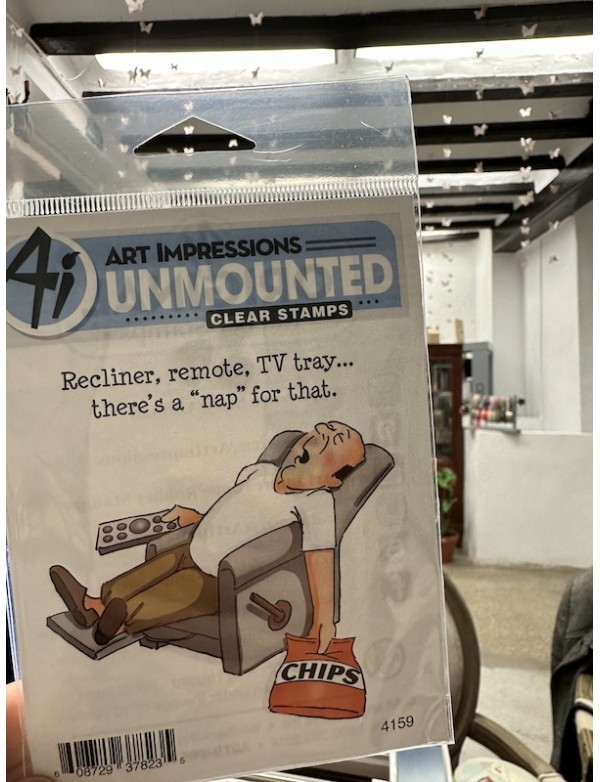 Ai
ART IMPRESSIONS
UNMOUNTED
CLEAR STAMPS
Recliner, remote, TV tray...
there's a “nap” for that.
CHIPS
4159
6 08729 37823 5